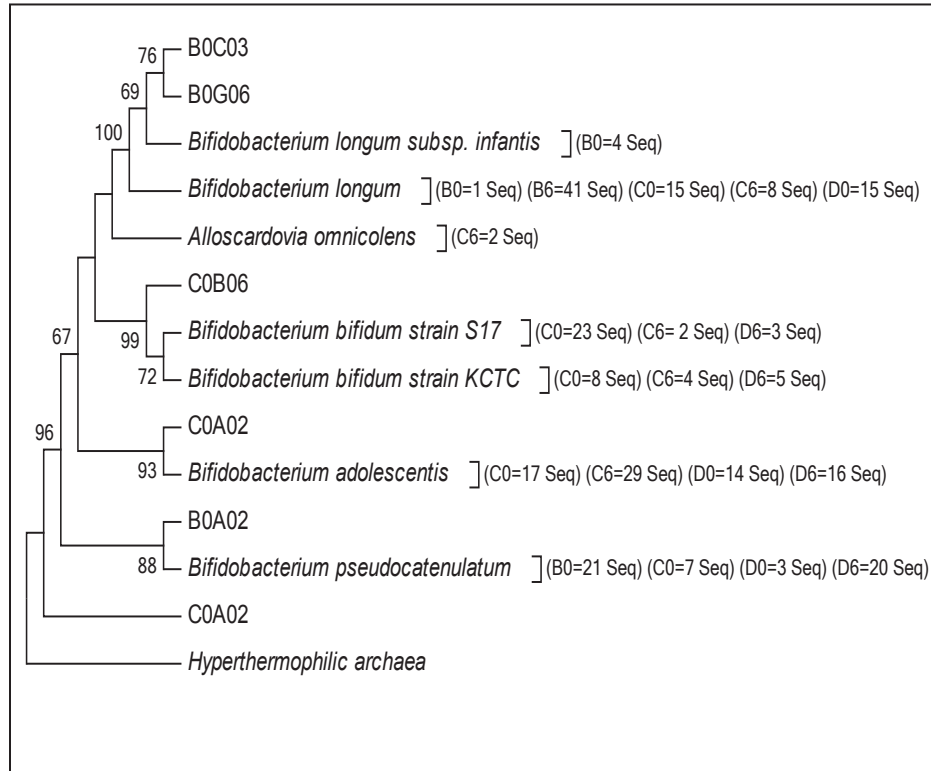 76
B0C03
B0G06
69
Bifidobacterium longum subsp. infantis ](B0=4 Seq)
100
Bifidobacterium longum ](B0=1 Seq) (B6=41 Seq) (C0=15 Seq) (C6=8 Seq) (D0=15 Seq)
Alloscardovia omnicolens ](C6=2 Seq)
C0B06
67
99
Bifidobacterium bifidum strain S17 ](C0=23 Seq) (C6= 2 Seq) (D6=3 Seq)
72
Bifidobacterium bifidum strain KCTC ](C0=8 Seq) (C6=4 Seq) (D6=5 Seq)
96
C0A02
93
Bifidobacterium adolescentis ](C0=17 Seq) (C6=29 Seq) (D0=14 Seq) (D6=16 Seq)
B0A02
88
Bifidobacterium pseudocatenulatum ](B0=21 Seq) (C0=7 Seq) (D0=3 Seq) (D6=20 Seq)
C0A02
Hyperthermophilic archaea